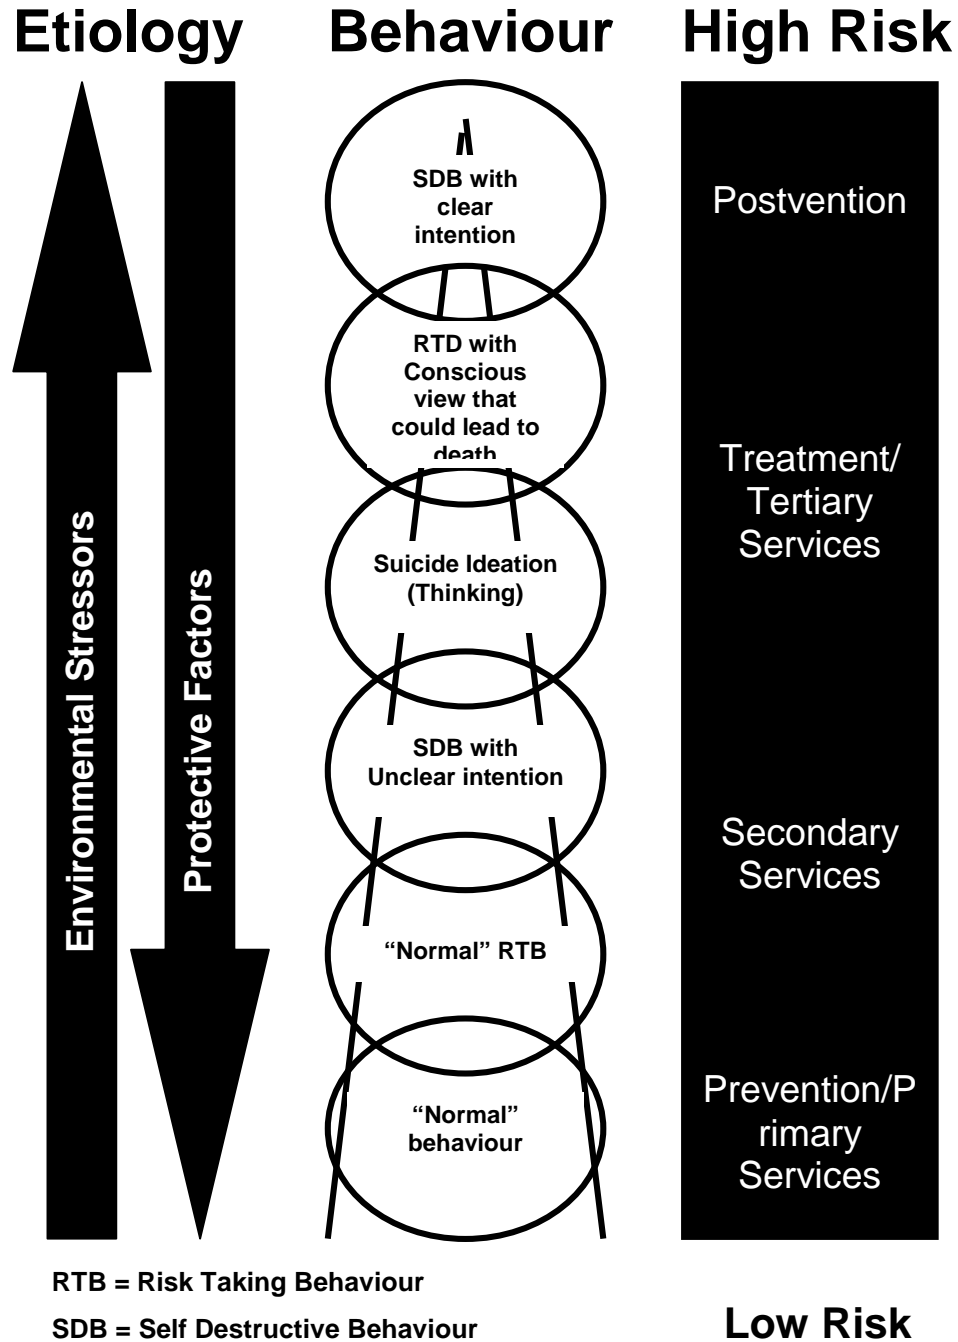 Etiology
Behaviour
High Risk
Environmental Stressors
Protective Factors
SDB with
clear
intention
RTD with
Conscious
view that
could lead to
death
Suicide Ideation
(Thinking)
SDB with
Unclear intention
“Normal” RTB
“Normal”
behaviour
Postvention
Treatment/
Tertiary
Services
Secondary
Services
Prevention/P
rimary
Services
RTB = Risk Taking Behaviour
SDB = Self Destructive Behaviour
Low Risk